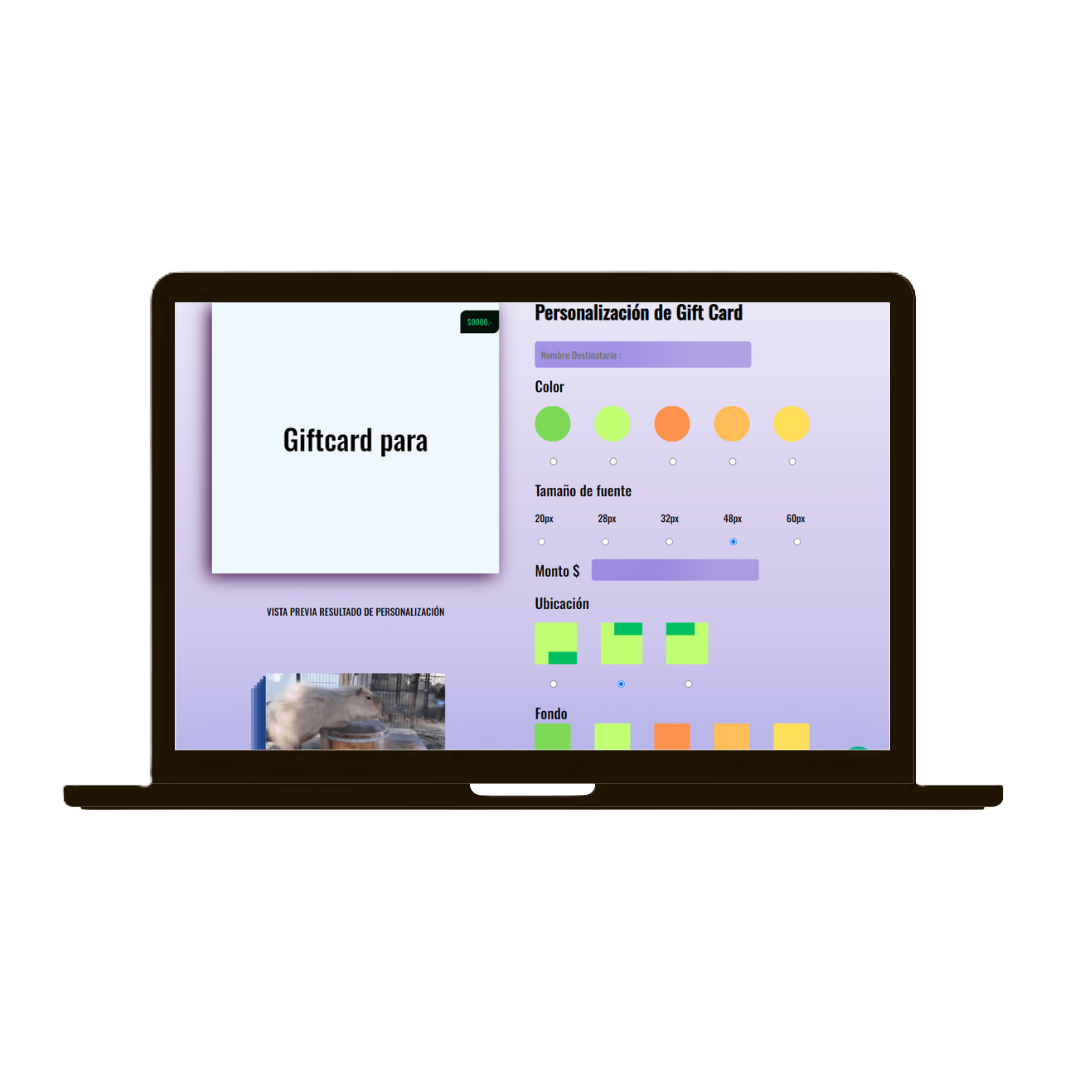 $0000.-
Giftcard para
VISTA PREVIA RESULTADO DE PERSONALIZACIÓN
Personalización de Gift Card
Nombre Destinatario :
Color
Tamaño de fuente
20px 28px 32px 48px 60px
Monto $
Ubicación
Fondo